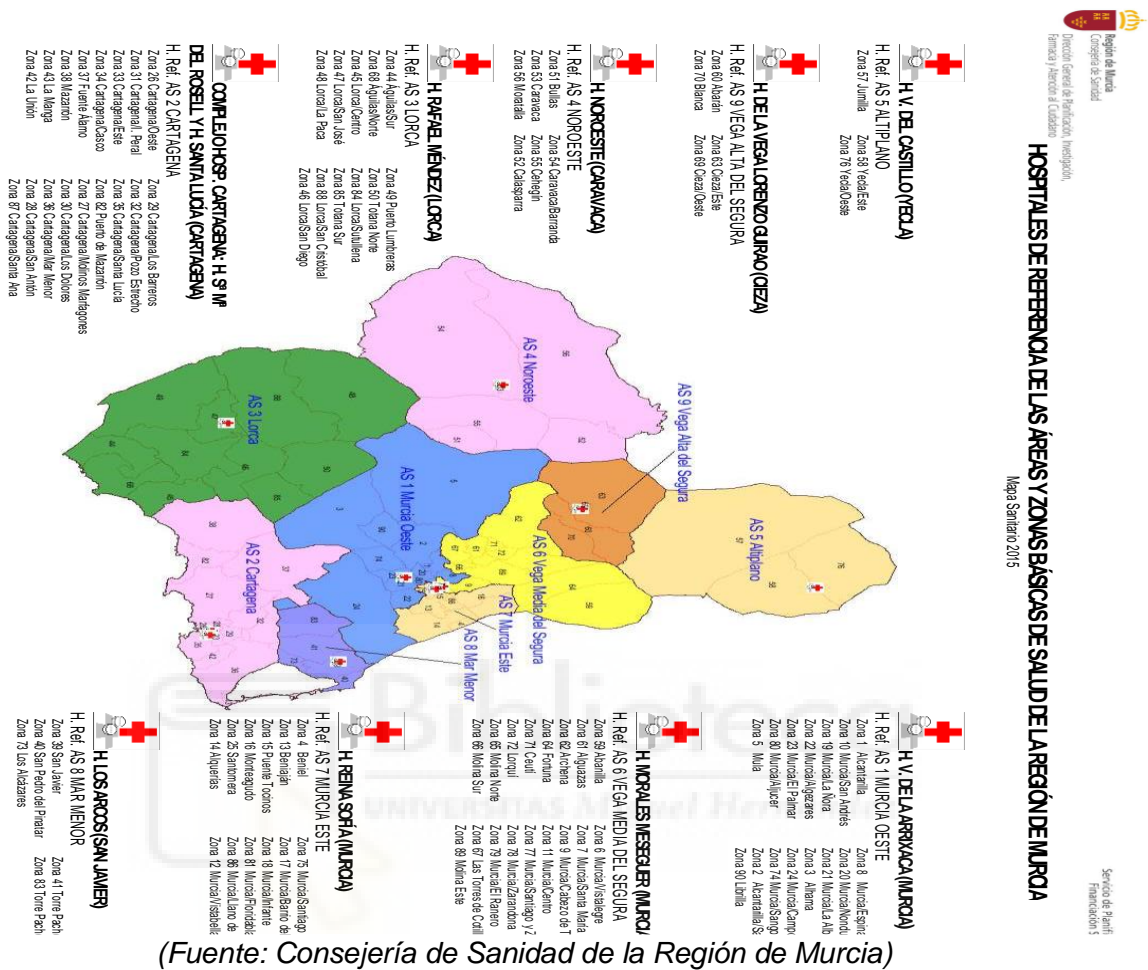 Región de Murcia
Consejería de Sanidad
Dirección General de Planificación, Investigación,
Farmacia y Atención al Ciudadano
Servicio de Planifi
Financiación S
HOSPITALES DE REFERENCIA DE LAS ÁREAS Y ZONAS BÁSICAS DE SALUD DE LA REGIÓN DE MURCIA
Mapa Sanitario 2015
H. V. DEL CASTILLO (YECLA)
H. Ref. AS 5 ALTIPLANO
Zona 57 Jumilla Zona 58 Yecla/Este
Zona 76 Yecla/Oeste
H. DE LA VEGA LORENZO GUIRAO (CIEZA)
H. Ref. AS 9 VEGA ALTA DEL SEGURA
Zona 60 Abarán Zona 63 Cieza/Este
Zona 70 Blanca Zona 69 Cieza/Oeste
H. NOROESTE (CARAVACA)
H. Ref. AS 4 NOROESTE
Zona 51 Bullas Zona 54 Caravaca/Barranda
Zona 53 Caravaca Zona 55 Cehegín
Zona 56 Moratalla Zona 52 Calasparra
H. RAFAEL MÉNDEZ (LORCA)
H. Ref. AS 3 LORCA
Zona 44 Águilas/Sur Zona 49 Puerto Lumbreras
Zona 68 Águilas/Norte Zona 50 Totana Norte
Zona 45 Lorca/Centro Zona 84 Lorca/Sutullena
Zona 47 Lorca/San José Zona 85 Totana Sur
Zona 48 Lorca/La Paca Zona 88 Lorca/San Cristóbal
Zona 46 Lorca/San Diego
COMPLEJO HOSP. CARTAGENA: H. Sª Mª
DEL ROSELL Y H. SANTA LUCÍA (CARTAGENA)
H. Ref. AS 2 CARTAGENA
Zona 26 Cartagena/Oeste Zona 29 Cartagena/Los Barreros
Zona 31 Cartagena/I. Peral Zona 32 Cartagena/Pozo Estrecho
Zona 33 Cartagena/Este Zona 35 Cartagena/Santa Lucía
Zona 34 Cartagena/Casco Zona 82 Puerto de Mazarrón
Zona 37 Fuente Álamo Zona 27 Cartagena/Molinos Marfagones
Zona 38 Mazarrón Zona 30 Cartagena/Los Dolores
Zona 43 La Manga Zona 36 Cartagena/Mar Menor
Zona 42 La Unión Zona 28 Cartagena/San Antón
Zona 87 Cartagena/Santa Ana
AS 5 Altiplano
AS 9 Vega Alta del Segura
AS 4 Noroeste
AS 6 Vega Media del Segura
AS 7 Murcia Este
AS 8 Mar Menor
AS 1 Murcia Oeste
AS 3 Lorca
AS 2 Cartagena
H. V. DE LA ARRIXACA (MURCIA)
H. Ref. AS 1 MURCIA OESTE
Zona 1 Alcantarilla Zona 8 Murcia/Espina
Zona 10 Murcia/San Andrés Zona 20 Murcia/Nondu
Zona 19 Murcia/La Ñora Zona 21 Murcia/La Alb
Zona 22 Murcia/Algezares Zona 3 Alhama
Zona 23 Murcia/El Palmar Zona 24 Murcia/Camp
Zona 80 Murcia/Aljucer Zona 74 Murcia/Sango
Zona 5 Mula Zona 2 Alcantarilla/Sa
Zona 90 Librilla
H. MORALES MESEGUER (MURCI
H. Ref. AS 6 VEGA MEDIA DEL SEGURA
Zona 59 Abanilla Zona 6 Murcia/Vistalegre
Zona 61 Alguazas Zona 7 Murcia/Santa María
Zona 62 Archena Zona 9 Murcia/Cabezo de T
Zona 64 Fortuna Zona 11 Murcia/Centro
Zona 71 Ceutí Zona 77 Murcia/Santiago y Z
Zona 72 Lorquí Zona 78 Murcia/Zarandona
Zona 65 Molina Norte Zona 79 Murcia/El Ranero
Zona 66 Molina Sur Zona 67 Las Torres de Cotill
Zona 89 Molina Este
H. REINA SOFÍA (MURCIA)
H. Ref. AS 7 MURCIA ESTE
Zona 4 Beniel Zona 75 Murcia/Santiago
Zona 13 Beniaján Zona 17 Murcia/Barrio de
Zona 15 Puente Tocinos Zona 18 Murcia/Infante
Zona 16 Monteagudo Zona 81 Murcia/Floridabl
Zona 25 Santomera Zona 86 Murcia/Llano de
Zona 14 Alquerías Zona 12 Murcia/Vistabella
H. LOS ARCOS (SAN JAVIER)
H. Ref. AS 8 MAR MENOR
Zona 39 San Javier Zona 41 Torre Pach
Zona 40 San Pedro del Pinatar Zona 83 Torre Pach
Zona 73 Los Alcázares
Biblioteca
UNIVERSITAS Miguel Hernández
(Fuente: Consejería de Sanidad de la Región de Murcia)